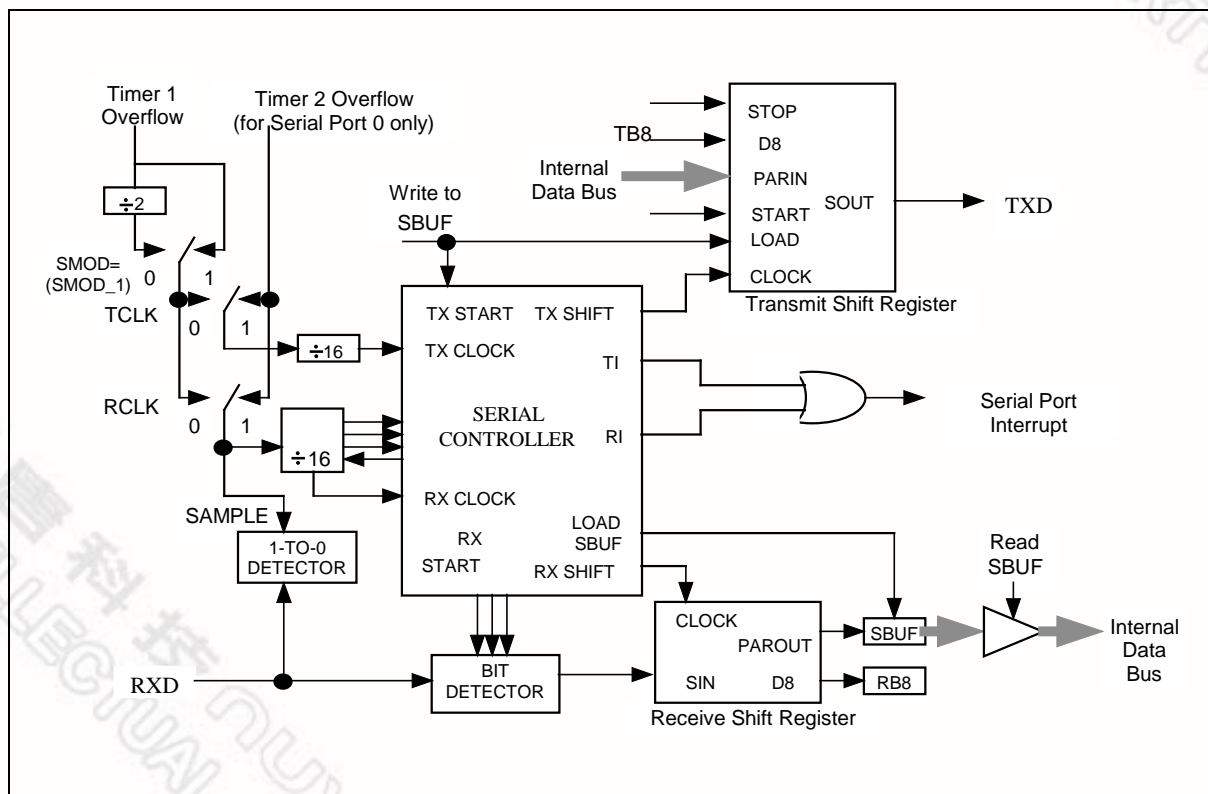 Timer 1
Overflow
Timer 2 Overflow
(for Serial Port 0 only)
÷2
SMOD=
(SMOD_1)
0
1
TCLK
0
1
RCLK
0
1
÷16
÷16
SAMPLE
1-TO-0
DETECTOR
RXD
Write to
SBUF
TX START
TX SHIFT
TX CLOCK
TI
SERIAL
CONTROLLER
RI
RX CLOCK
LOAD
SBUF
RX
START
RX SHIFT
BIT
DETECTOR
TB8
Internal
Data Bus
STOP
D8
PARIN
START
SOUT
LOAD
CLOCK
Transmit Shift Register
TXD
Serial Port
Interrupt
CLOCK
PAROUT
SIN
D8
Receive Shift Register
SBUF
RB8
Read
SBUF
Internal
Data
Bus
科技